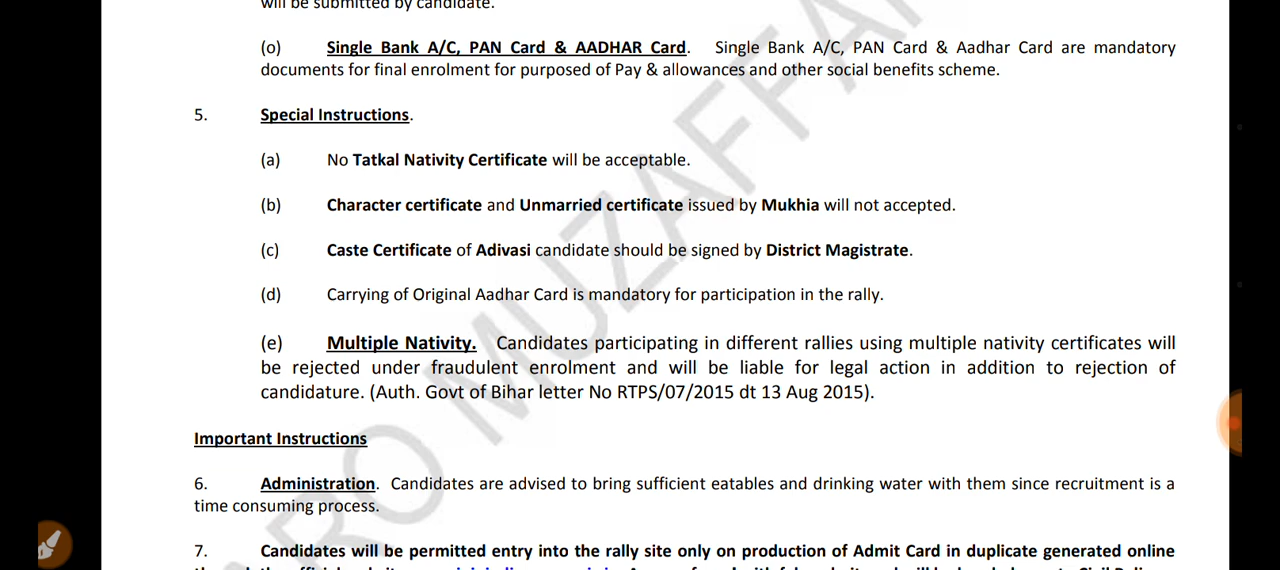 will be submitted by candidate.
(o) Single Bank A/C, PAN Card & AADHAR Card. Single Bank A/C, PAN Card & Aadhar Card are mandatory
documents for final enrolment for purposed of Pay & allowances and other social benefits scheme.
5. Special Instructions.
(a) No Tatkal Nativity Certificate will be acceptable.
(b) Character certificate and Unmarried certificate issued by Mukhia will not accepted.
(c) Caste Certificate of Adivasi candidate should be signed by District Magistrate.
(d) Carrying of Original Aadhar Card is mandatory for participation in the rally.
(e) Multiple Nativity. Candidates participating in different rallies using multiple nativity certificates will
be rejected under fraudulent enrolment and will be liable for legal action in addition to rejection of
candidature. (Auth. Govt of Bihar letter No RTPS/07/2015 dt 13 Aug 2015).
Important Instructions
6. Administration. Candidates are advised to bring sufficient eatables and drinking water with them since recruitment is a
time consuming process.
7. Candidates will be permitted entry into the rally site only on production of Admit Card in duplicate generated online
ARO MUZAFFA